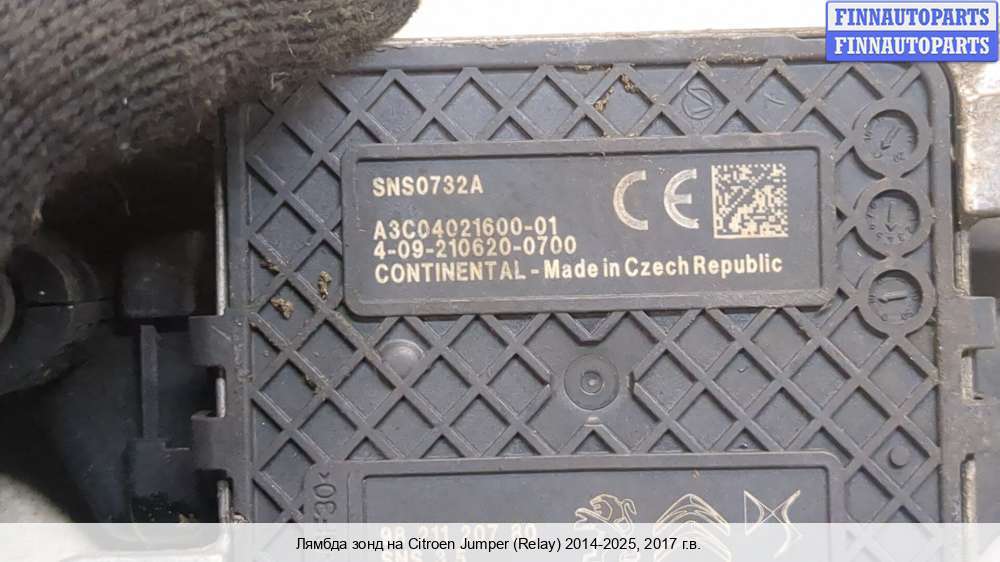 FINNAUTOPARTS
FINNAUTOPARTS
SNS0732A
A3C04021600-01
4-09-210620-0700
CONTINENTAL - Made in Czech Republic
CE
Лямбда зонд на Citroen Jumper (Relay) 2014-2025, 2017 г.в.